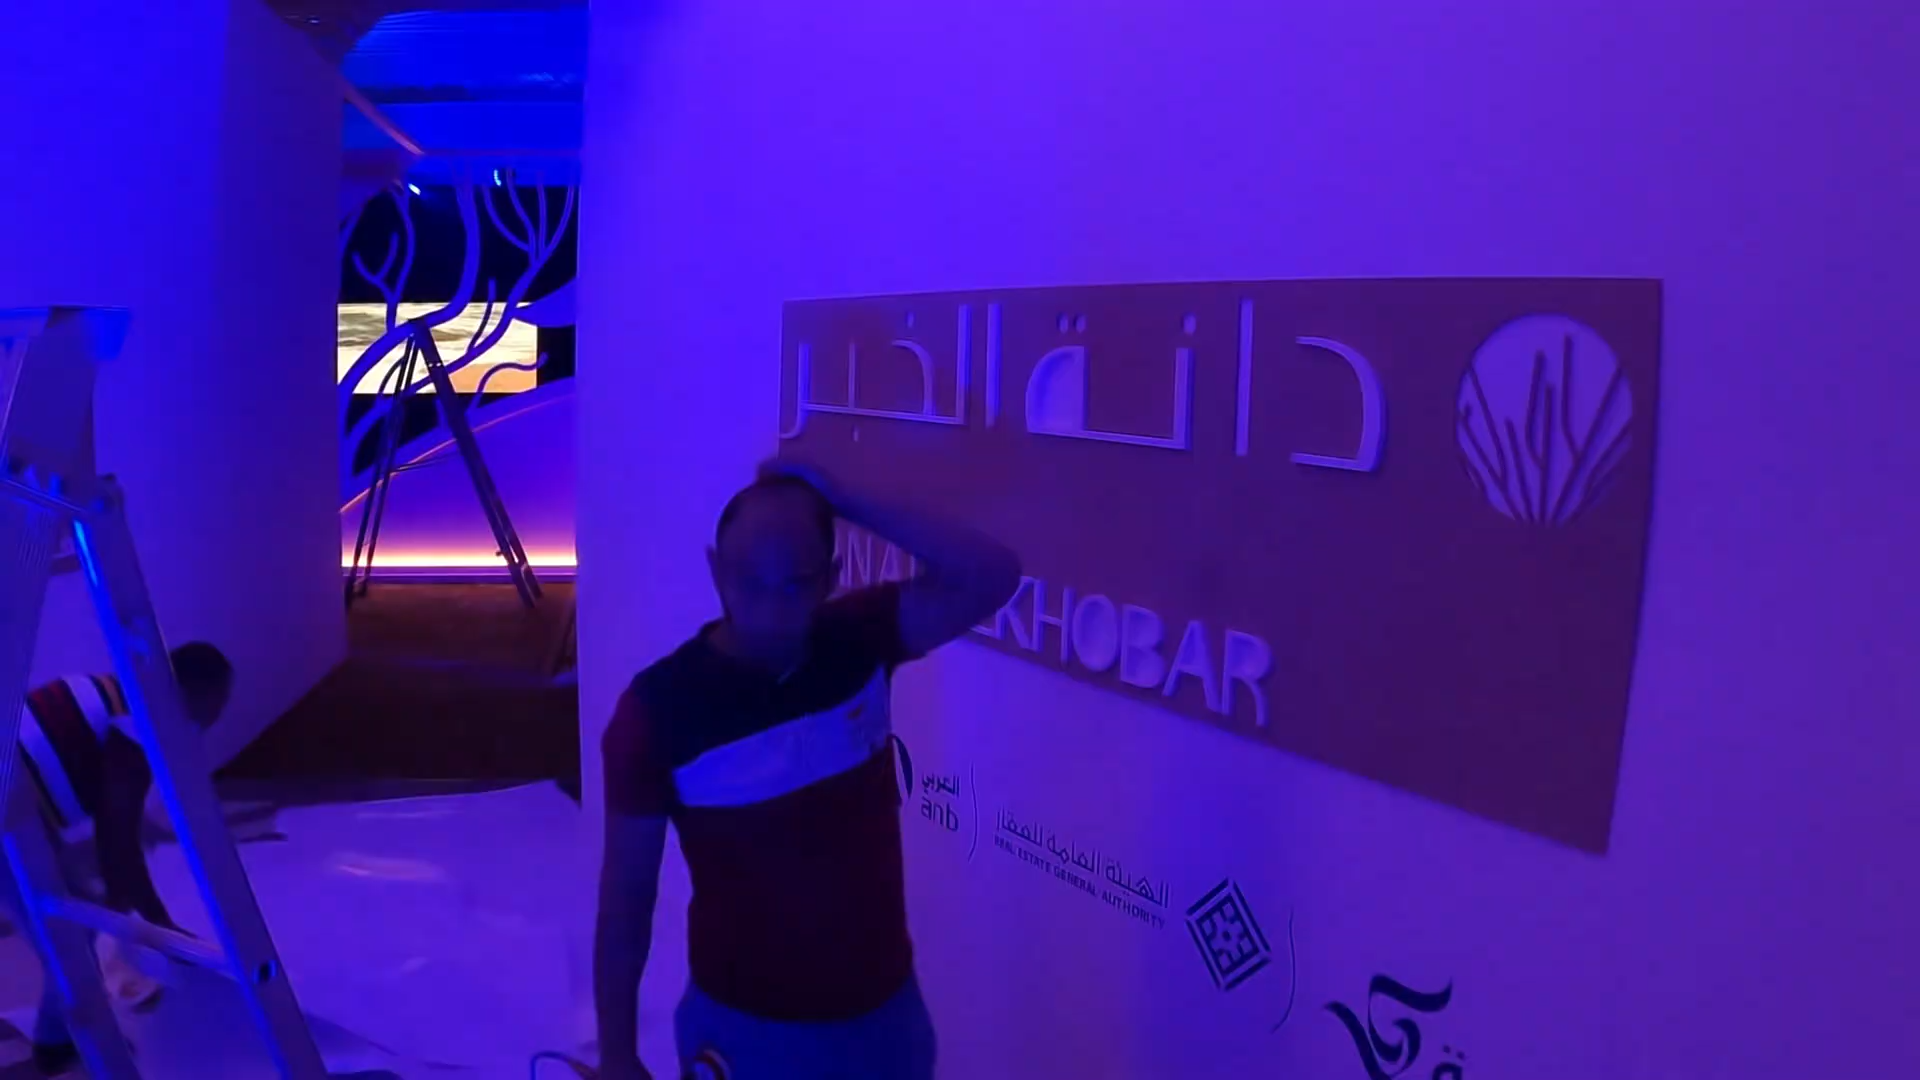 دانة الخبر
KHOBAR
العربي
anb
الهيئة العامة للعقار
REAL ESTATE GENERAL AUTHORITY